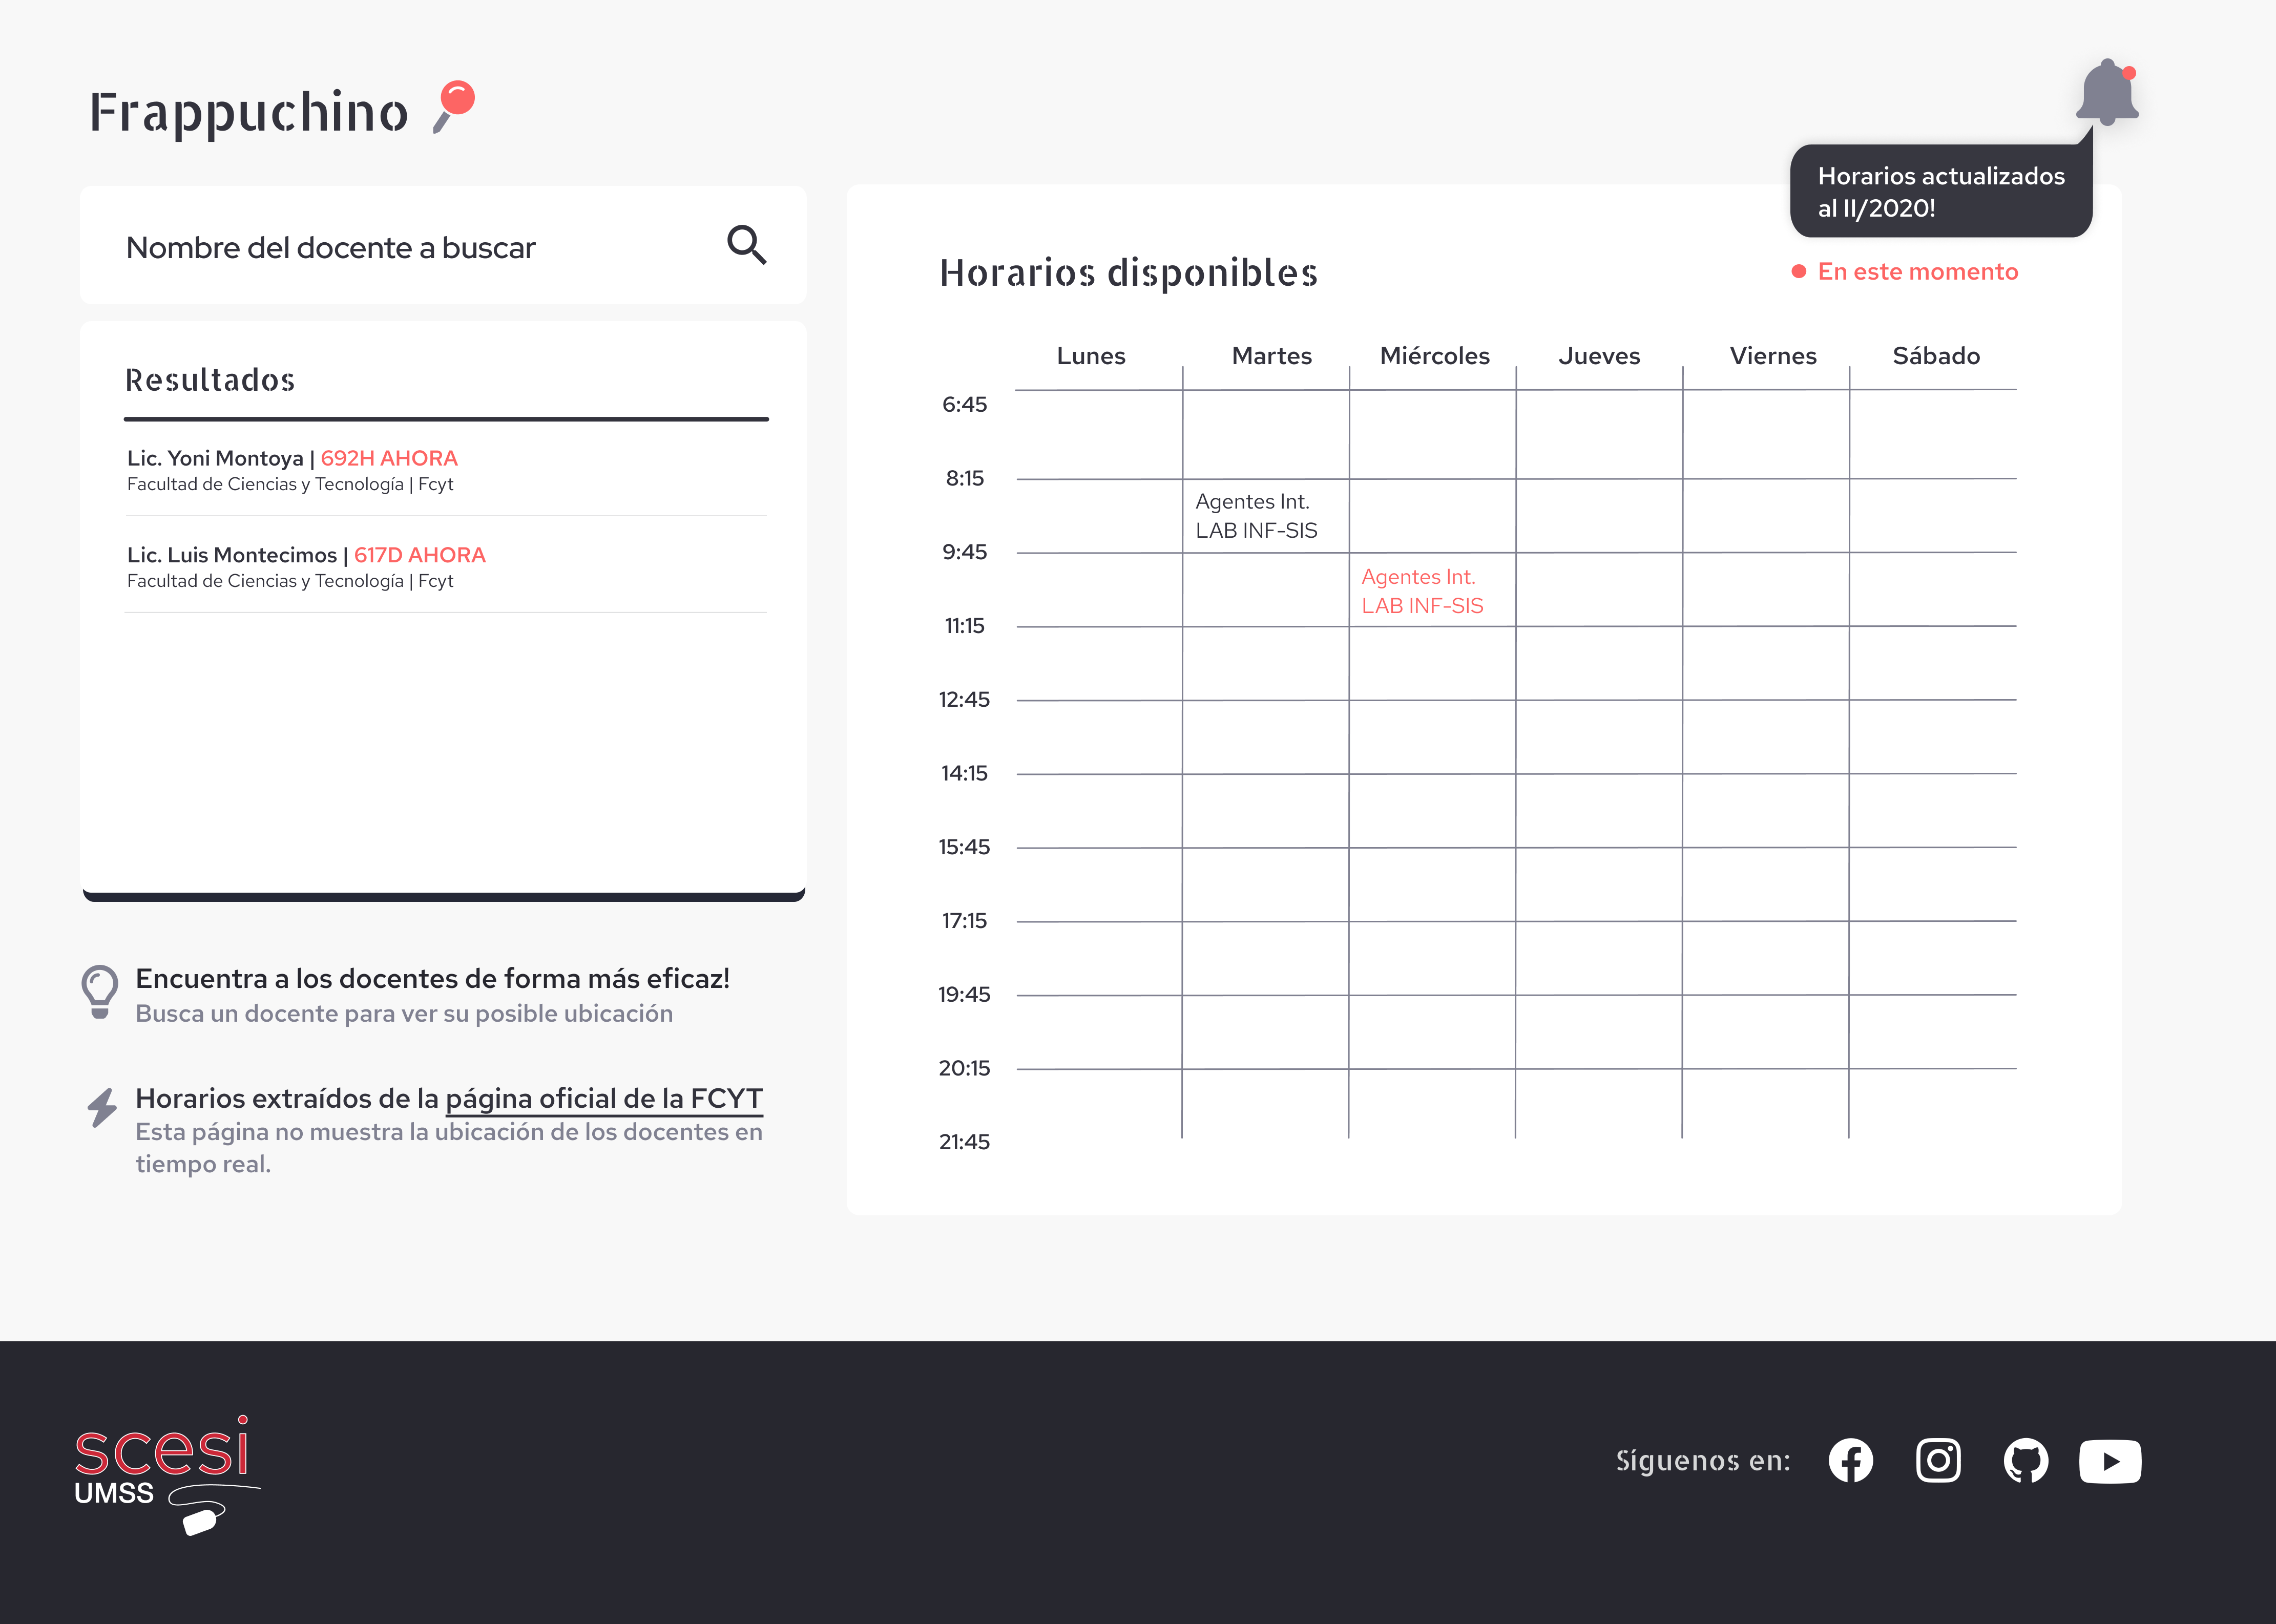 Frappuchino
Horarios actualizados
al II/2020!
Nombre del docente a buscar
Resultados
Lic. Yoni Montoya | 692H AHORA
Facultad de Ciencias y Tecnología | Fcyt
Lic. Luis Montecimos | 617D AHORA
Facultad de Ciencias y Tecnología | Fcyt
Encuentra a los docentes de forma más eficaz!
Busca un docente para ver su posible ubicación
Horarios extraídos de la página oficial de la FCYT
Esta página no muestra la ubicación de los docentes en
tiempo real.
Horarios disponibles
En este momento
Lunes Martes Miércoles Jueves Viernes Sábado
6:45
8:15
Agentes Int.
LAB INF-SIS
9:45
Agentes Int.
LAB INF-SIS
11:15
12:45
14:15
15:45
17:15
19:45
20:15
21:45
scesi
UMSS
Síguenos en: